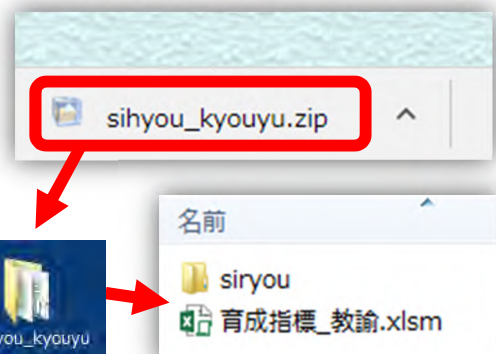 sihyou_kyouyu.zip
名前
siryou
育成指標_教諭.xlsm
you_kyouyu